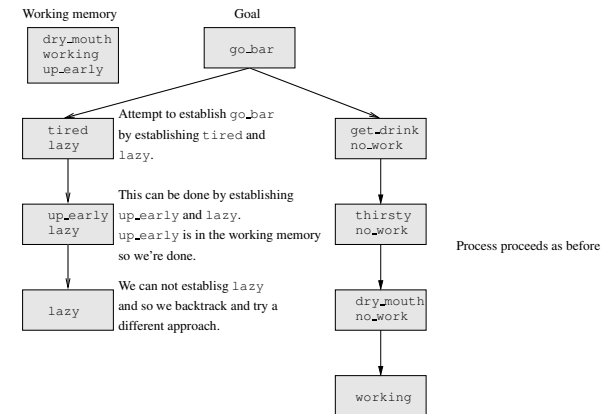 Working memory
Goal
dry_mouth
working
up_early
go_bar
tired
lazy
Attempt to establish go_bar
by establishing tired and
lazy.
get_drink
no_work
up_early
lazy
This can be done by establishing
up_early and lazy.
up_early is in the working memory
so we're done.
thirsty
no_work
Process proceeds as before
lazy
We can not establisg lazy
and so we backtrack and try a
different approach.
dry_mouth
no_work
working